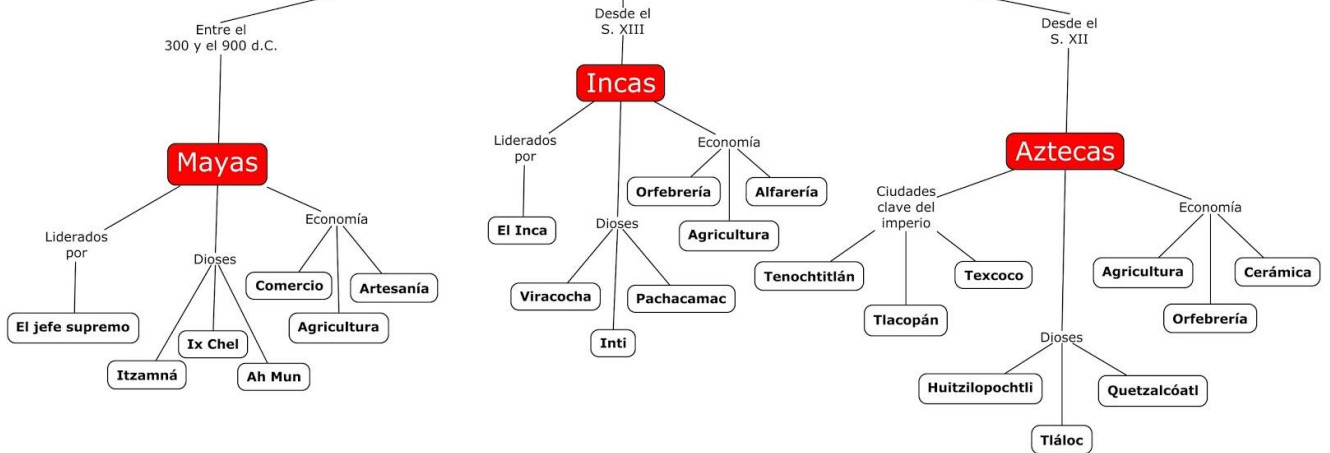 Entre el
300 y el 900 d.C.
Mayas
Liderados
por
El jefe supremo
Dioses
Itzamná
Ix Chel
Ah Mun
Economía
Comercio
Agricultura
Artesanía
Desde el
S. XIII
Incas
Liderados
por
El Inca
Dioses
Viracocha
Inti
Pachacamac
Economía
Orfebrería
Agricultura
Alfarería
Desde el
S. XII
Aztecas
Ciudades
clave del
imperio
Tenochtitlán
Tlacopán
Texcoco
Dioses
Huitzilopochtli
Tláloc
Quetzalcóatl
Economía
Agricultura
Orfebrería
Cerámica